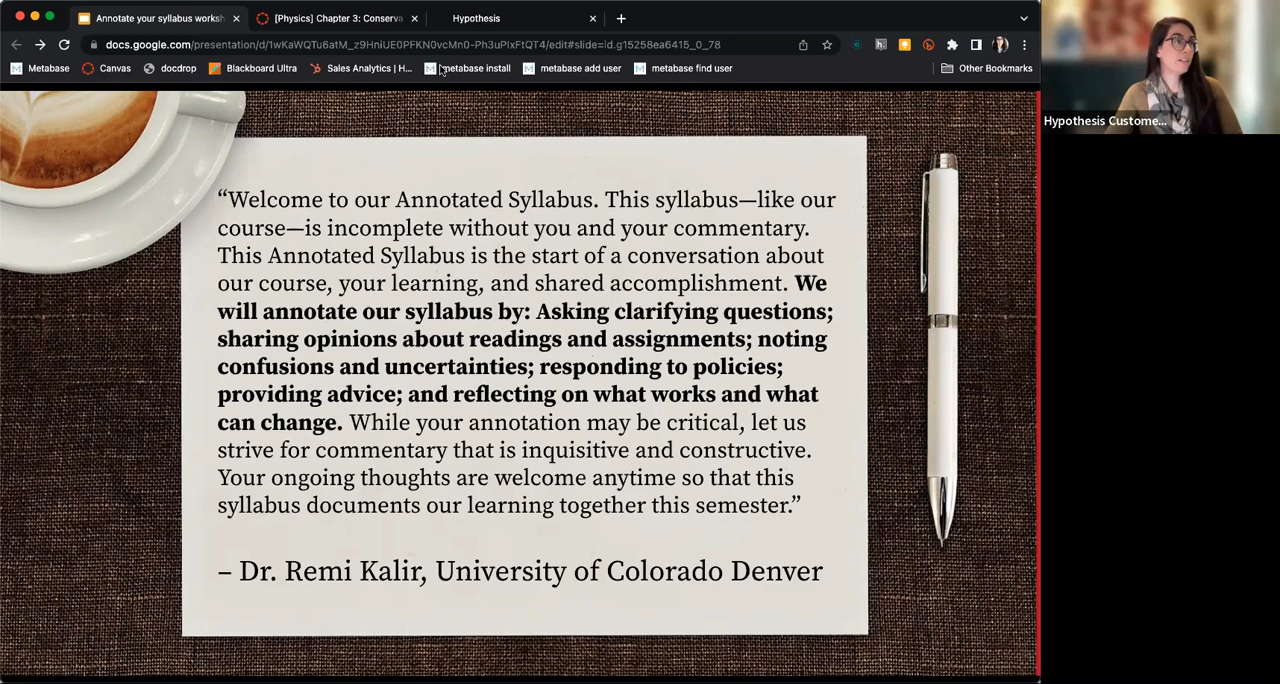 Annotate your syllabus worksh
[Physics] Chapter 3: Conserva
Hypothesis
docs.google.com/presentation/d/1wKaWQTu6atM_z9HniUE0PFKN0vcMn0-Ph3uPIxFtQT4/edit#slide=id.g15258ea6415_0_78
Metabase
Canvas
docdrop
Blackboard Ultra
Sales Analytics | H...
metabase install
metabase add user
metabase find user
Other Bookmarks
Hypothesis Custome...
“Welcome to our Annotated Syllabus. This syllabus—like our
course—is incomplete without you and your commentary.
This Annotated Syllabus is the start of a conversation about
our course, your learning, and shared accomplishment. We
will annotate our syllabus by: Asking clarifying questions;
sharing opinions about readings and assignments; noting
confusions and uncertainties; responding to policies;
providing advice; and reflecting on what works and what
can change. While your annotation may be critical, let us
strive for commentary that is inquisitive and constructive.
Your ongoing thoughts are welcome anytime so that this
syllabus documents our learning together this semester.”
– Dr. Remi Kalir, University of Colorado Denver